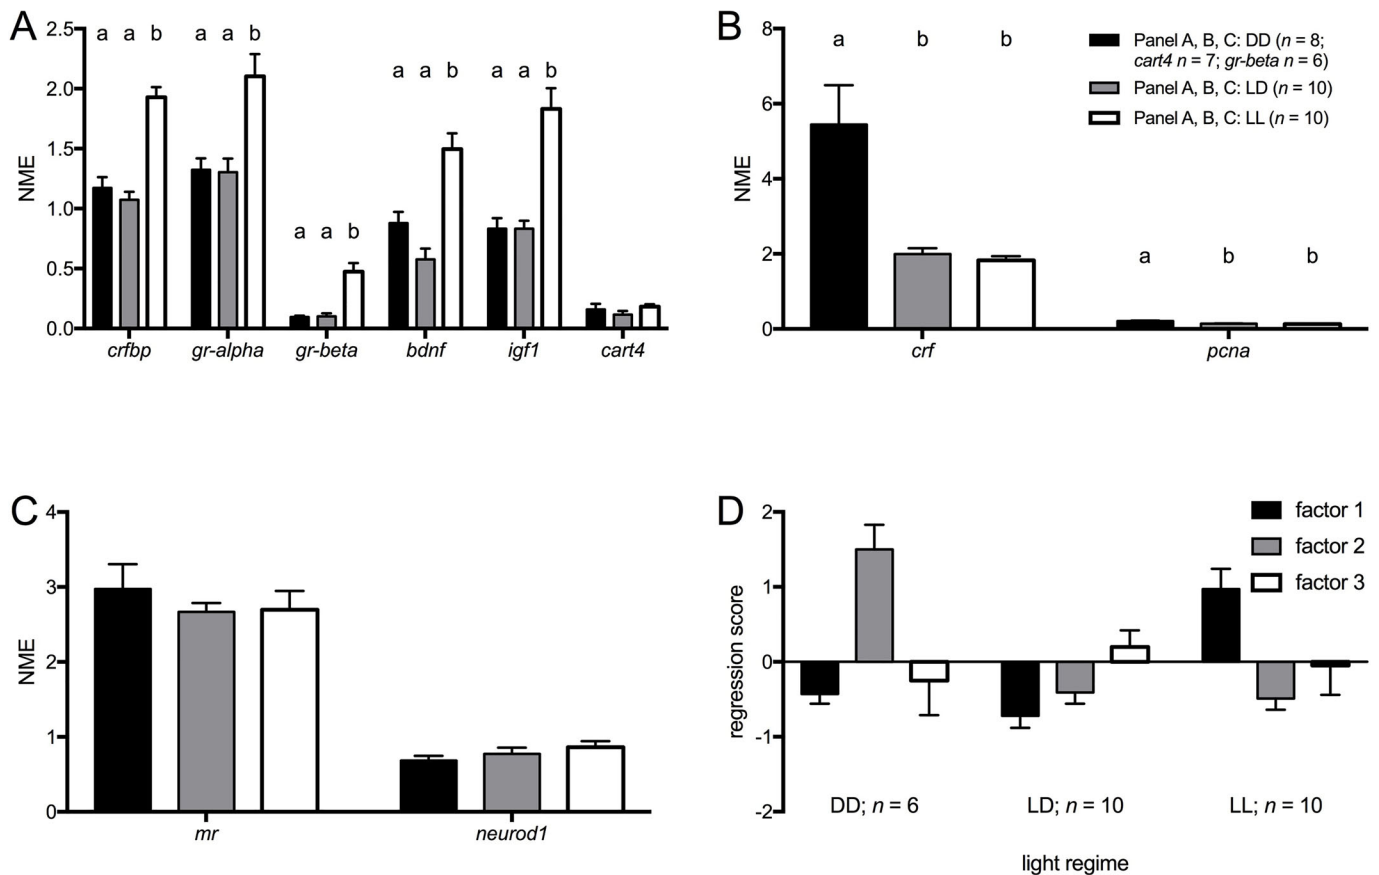 A
2.5
2.0
1.5
1.0
0.5
0.0
NME
a a b
a a b
a a b
a a b
a a b
crfbp gr-alpha gr-beta bdnf igf1 cart4
B
8
6
4
2
0
NME
a b b
a b b
crf pcna
Panel A, B, C: DD (n = 8;
cart4 n = 7; gr-beta n = 6)
Panel A, B, C: LD (n = 10)
Panel A, B, C: LL (n = 10)
C
4
3
2
1
0
NME
mr neurod1
D
2
1
0
-1
-2
regression score
factor 1
factor 2
factor 3
DD; n = 6 LD; n = 10 LL; n = 10
light regime